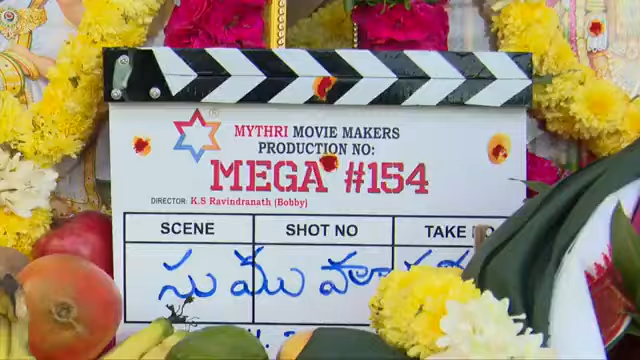 MYTHRI MOVIE MAKERS
PRODUCTION NO:
MEGA #154
DIRECTOR: K.S Ravindranath (Bobby)
SCENE SHOT NO TAKE